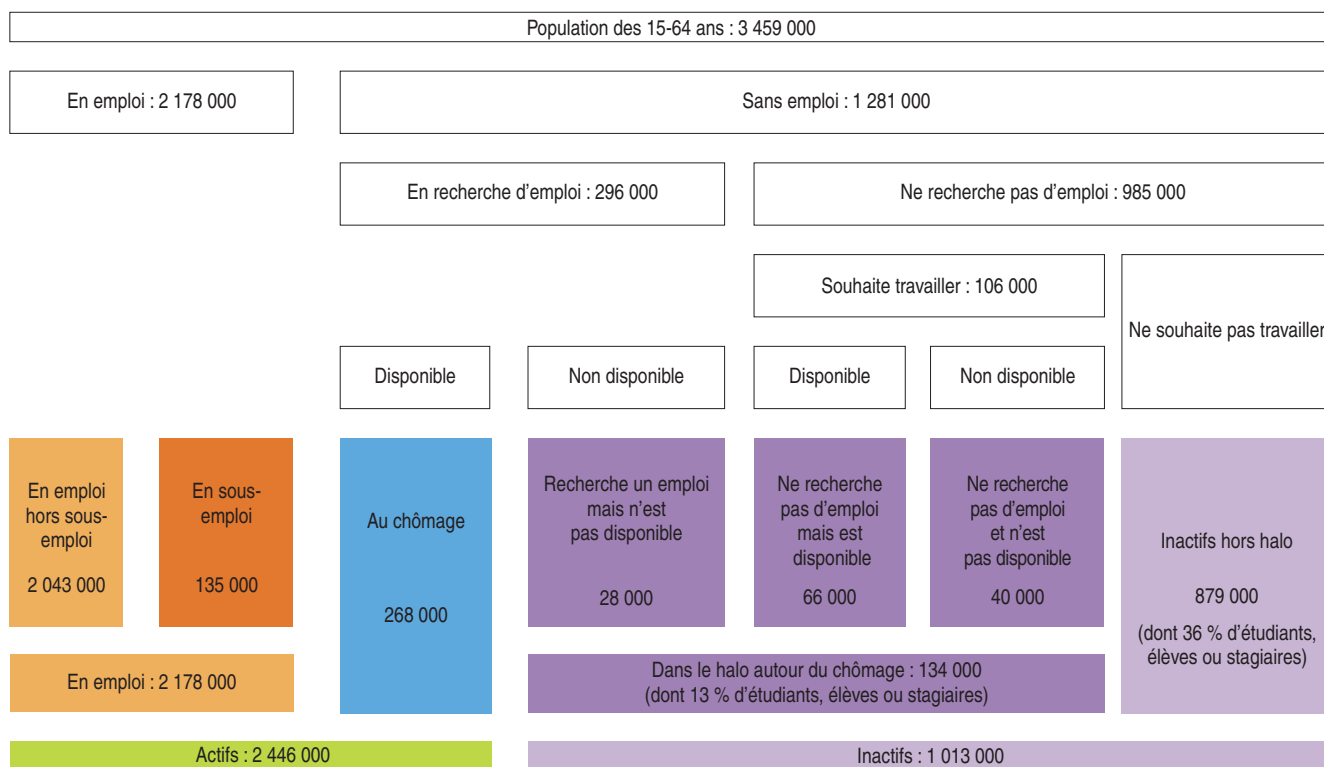 Population des 15-64 ans : 3 459 000
En emploi : 2 178 000
Sans emploi : 1 281 000
En recherche d'emploi : 296 000
Ne recherche pas d'emploi : 985 000
Souhaite travailler : 106 000
Ne souhaite pas travailler
Disponible
Non disponible
Disponible
Non disponible
En emploi
hors sous-
emploi
2 043 000
En sous-
emploi
135 000
Au chômage
268 000
Recherche un emploi
mais n'est
pas disponible
28 000
Ne recherche
pas d'emploi
mais est
disponible
66 000
Ne recherche
pas d'emploi
et n'est
pas disponible
40 000
Inactifs hors halo
879 000
(dont 36 % d'étudiants,
élèves ou stagiaires)
En emploi : 2 178 000
Dans le halo autour du chômage : 134 000
(dont 13 % d'étudiants, élèves ou stagiaires)
Actifs : 2 446 000
Inactifs : 1 013 000